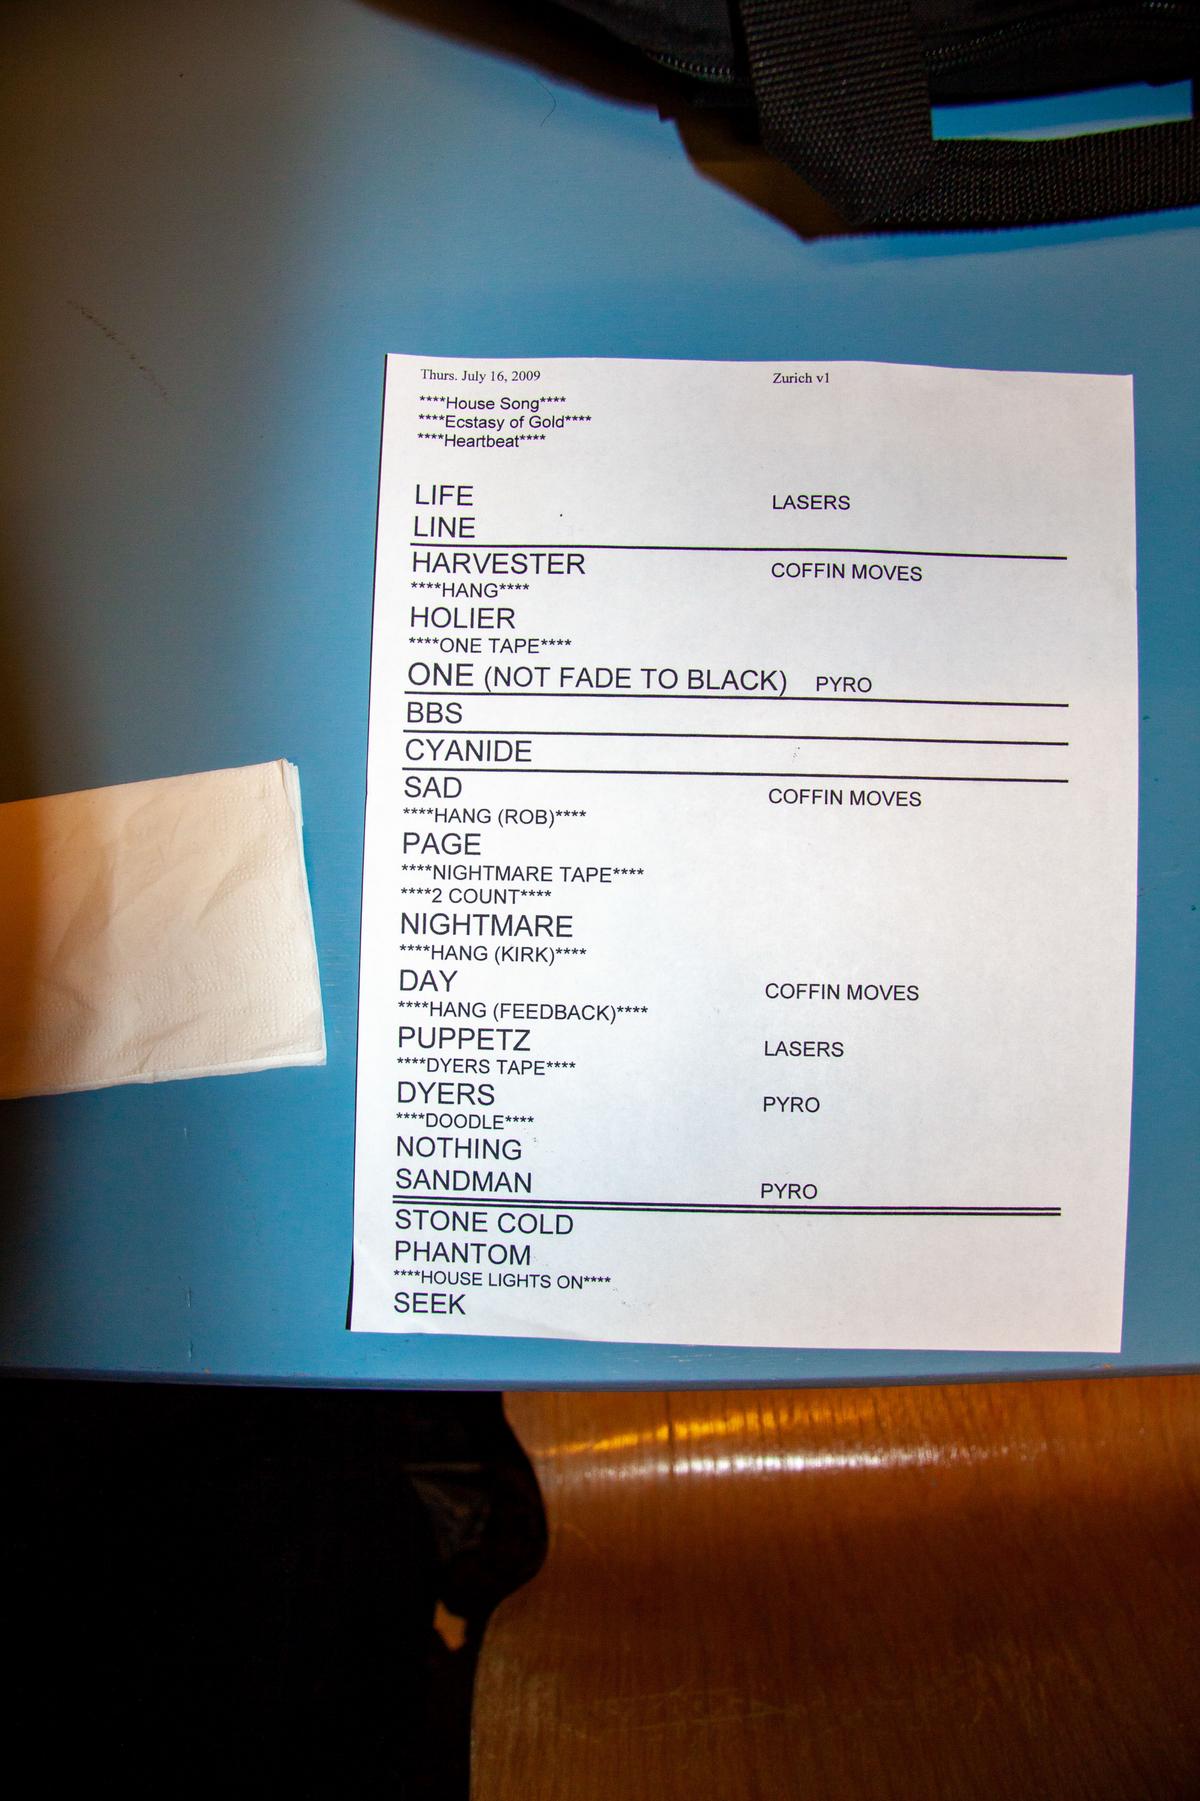 Thurs. July 16, 2009 Zurich v1
****House Song****
****Ecstasy of Gold****
****Heartbeat****
LIFE LASERS
LINE
HARVESTER COFFIN MOVES
****HANG****
HOLIER
****ONE TAPE****
ONE (NOT FADE TO BLACK) PYRO
BBS
CYANIDE
SAD COFFIN MOVES
****HANG (ROB)****
PAGE
****NIGHTMARE TAPE****
****2 COUNT****
NIGHTMARE
****HANG (KIRK)****
DAY COFFIN MOVES
****HANG (FEEDBACK)****
PUPPETZ LASERS
****DYERS TAPE****
DYERS PYRO
****DOODLE****
NOTHING
SANDMAN PYRO
STONE COLD
PHANTOM
****HOUSE LIGHTS ON****
SEEK